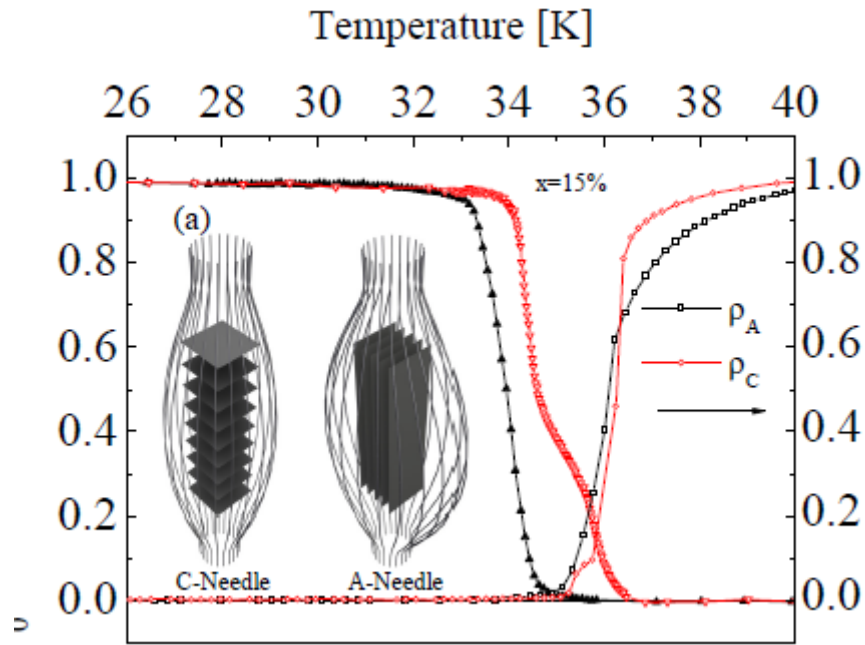 Temperature [K]
26 28 30 32 34 36 38 40
1.0 1.0
x=15%
(a)
0.8 0.8
ρA
0.6 0.6
ρC
0.4 0.4
0.2 0.2
C-Needle A-Needle
0.0 0.0